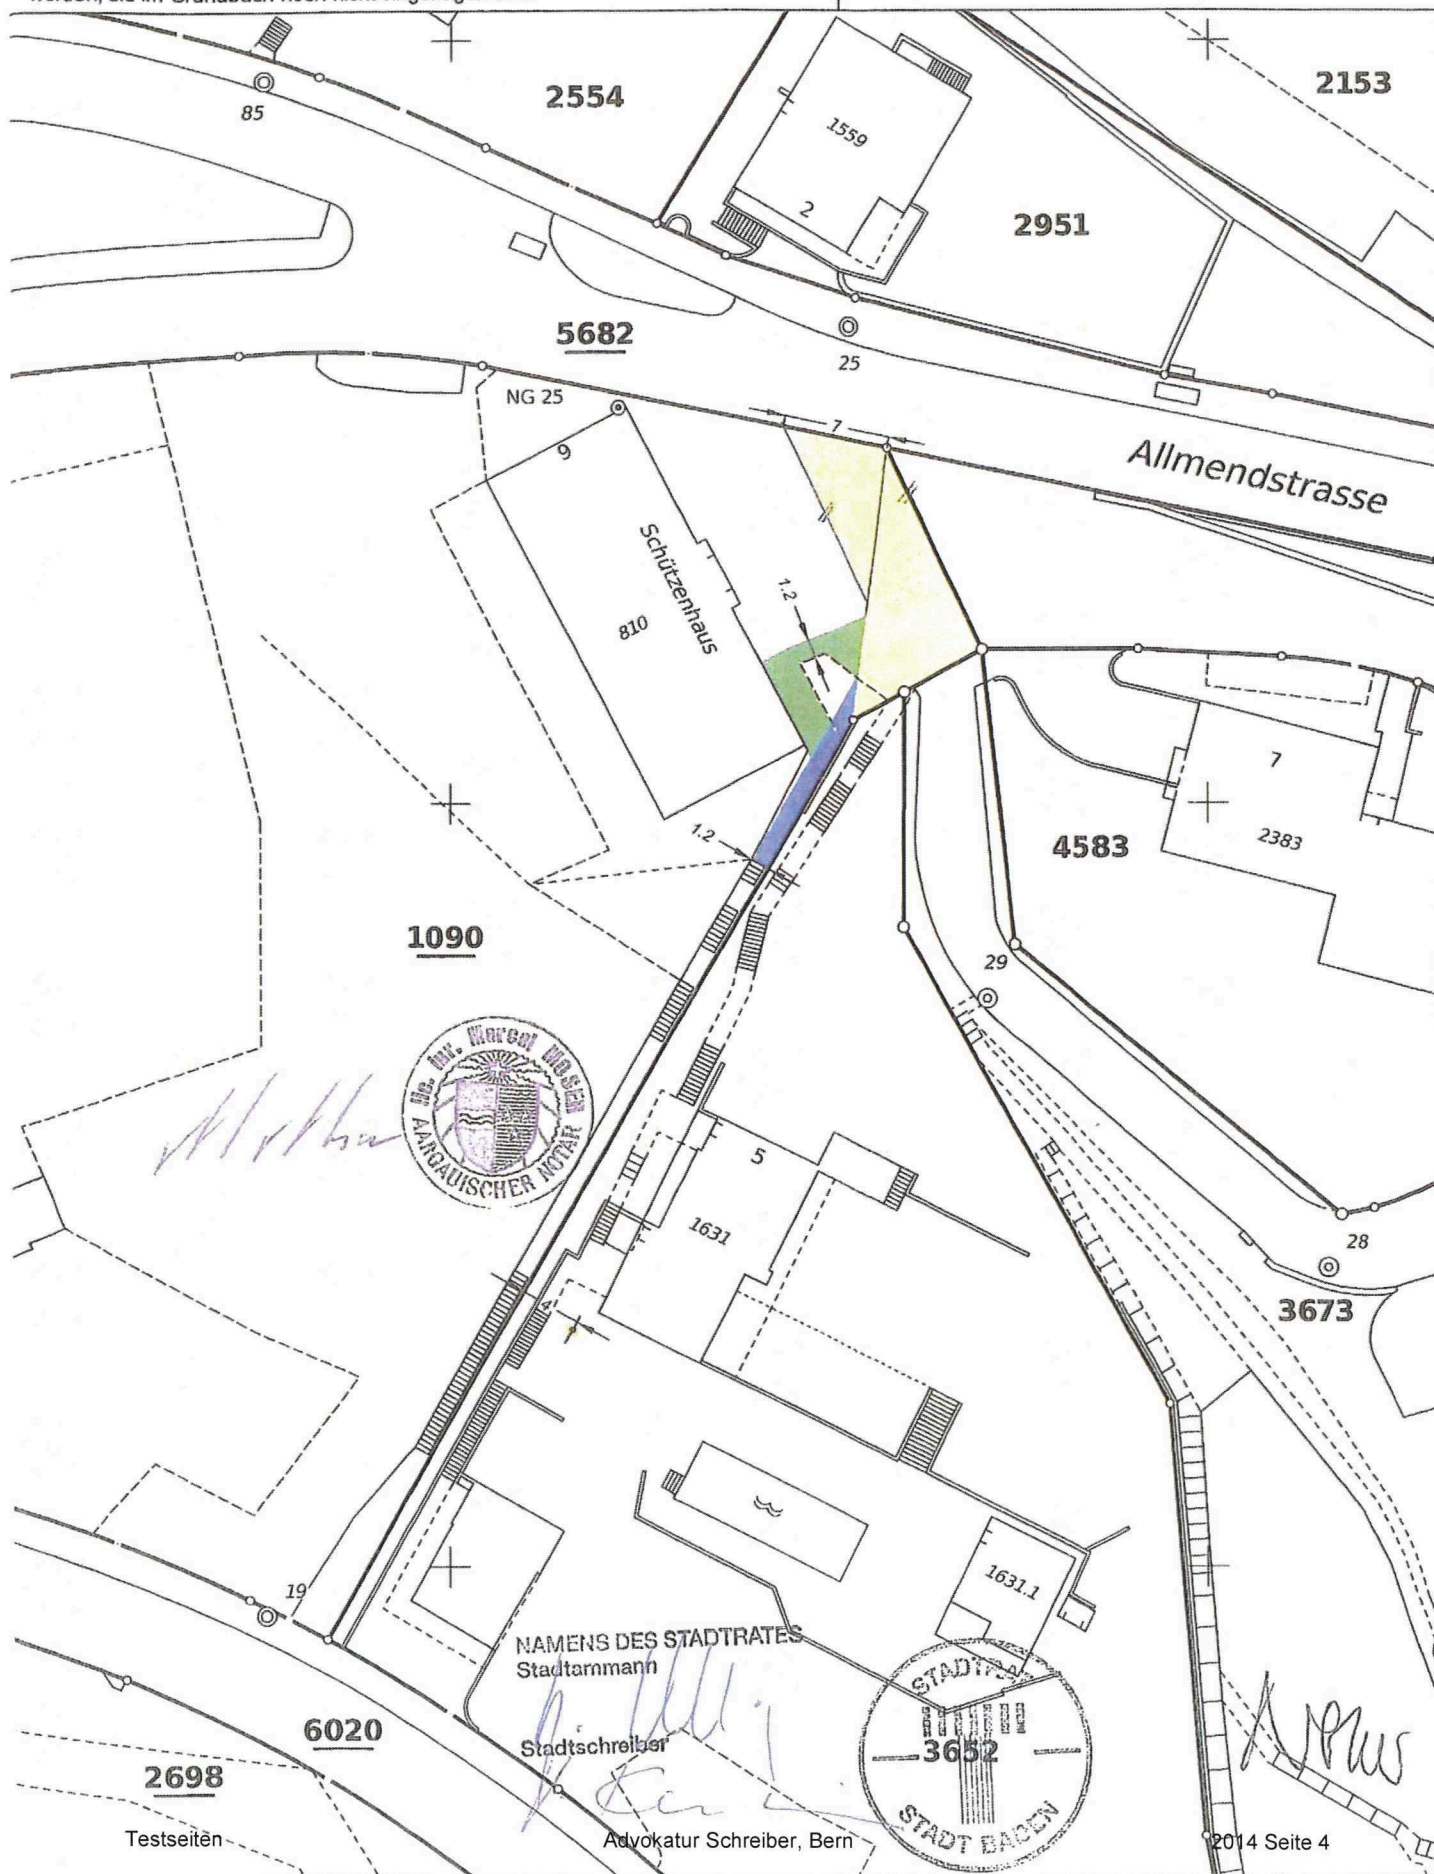 2554
2153
85
1559
2
2951
5682
25
NG 25
7
9
Allmendstrasse
Schützenhaus
1.2
810
7
4583
2383
1.2
1090
29
lic. iur. Marcel MOSER
AARGAUISCHER NOTAR
5
1631
28
4
3673
1631.1
19
NAMENS DES STADTRATES
Stadtammann
STADTRAT
6020
Stadtschreiber
3652
2698
STADT BADEN
Testseiten
Advokatur Schreiber, Bern
2014 Seite 4